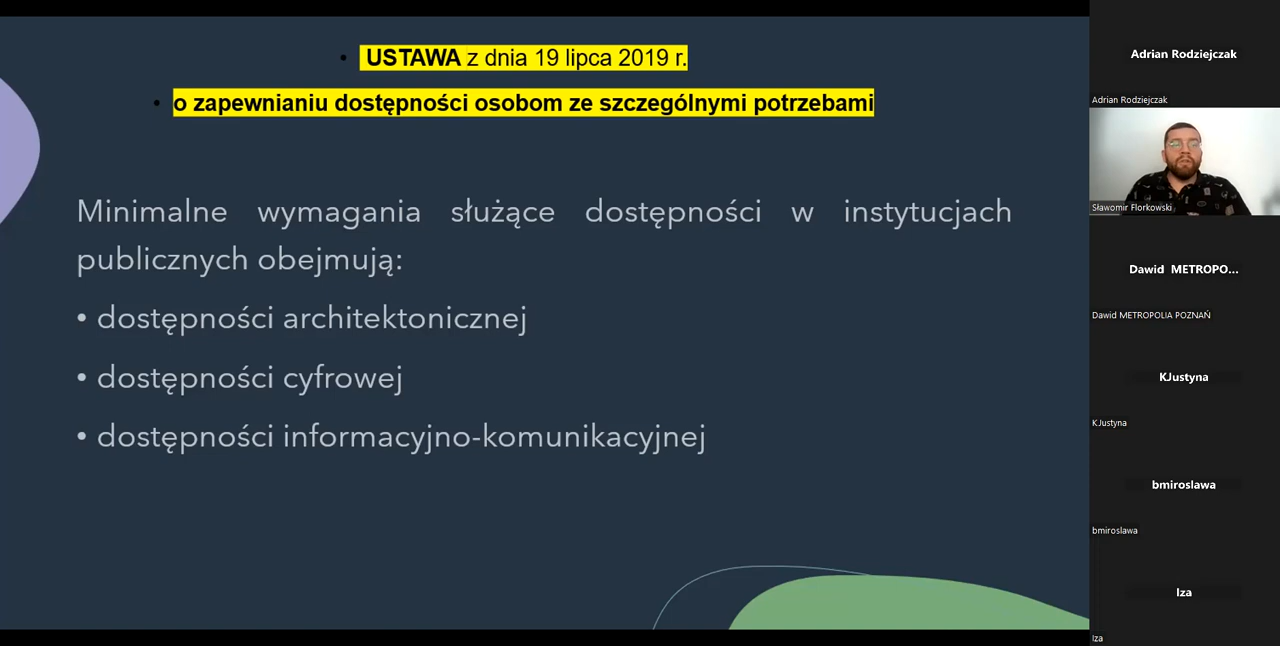 • USTAWA z dnia 19 lipca 2019 r.
• o zapewnianiu dostępności osobom ze szczególnymi potrzebami
Minimalne wymagania służące dostępności w instytucjach
publicznych obejmują:
• dostępności architektonicznej
• dostępności cyfrowej
• dostępności informacyjno-komunikacyjnej
Adrian Rodziejczak
Adrian Rodziejczak
Sławomir Florkowski
Dawid METROPO...
Dawid METROPOLIA POZNAŃ
KJustyna
KJustyna
bmiroslawa
bmiroslawa
Iza
Iza